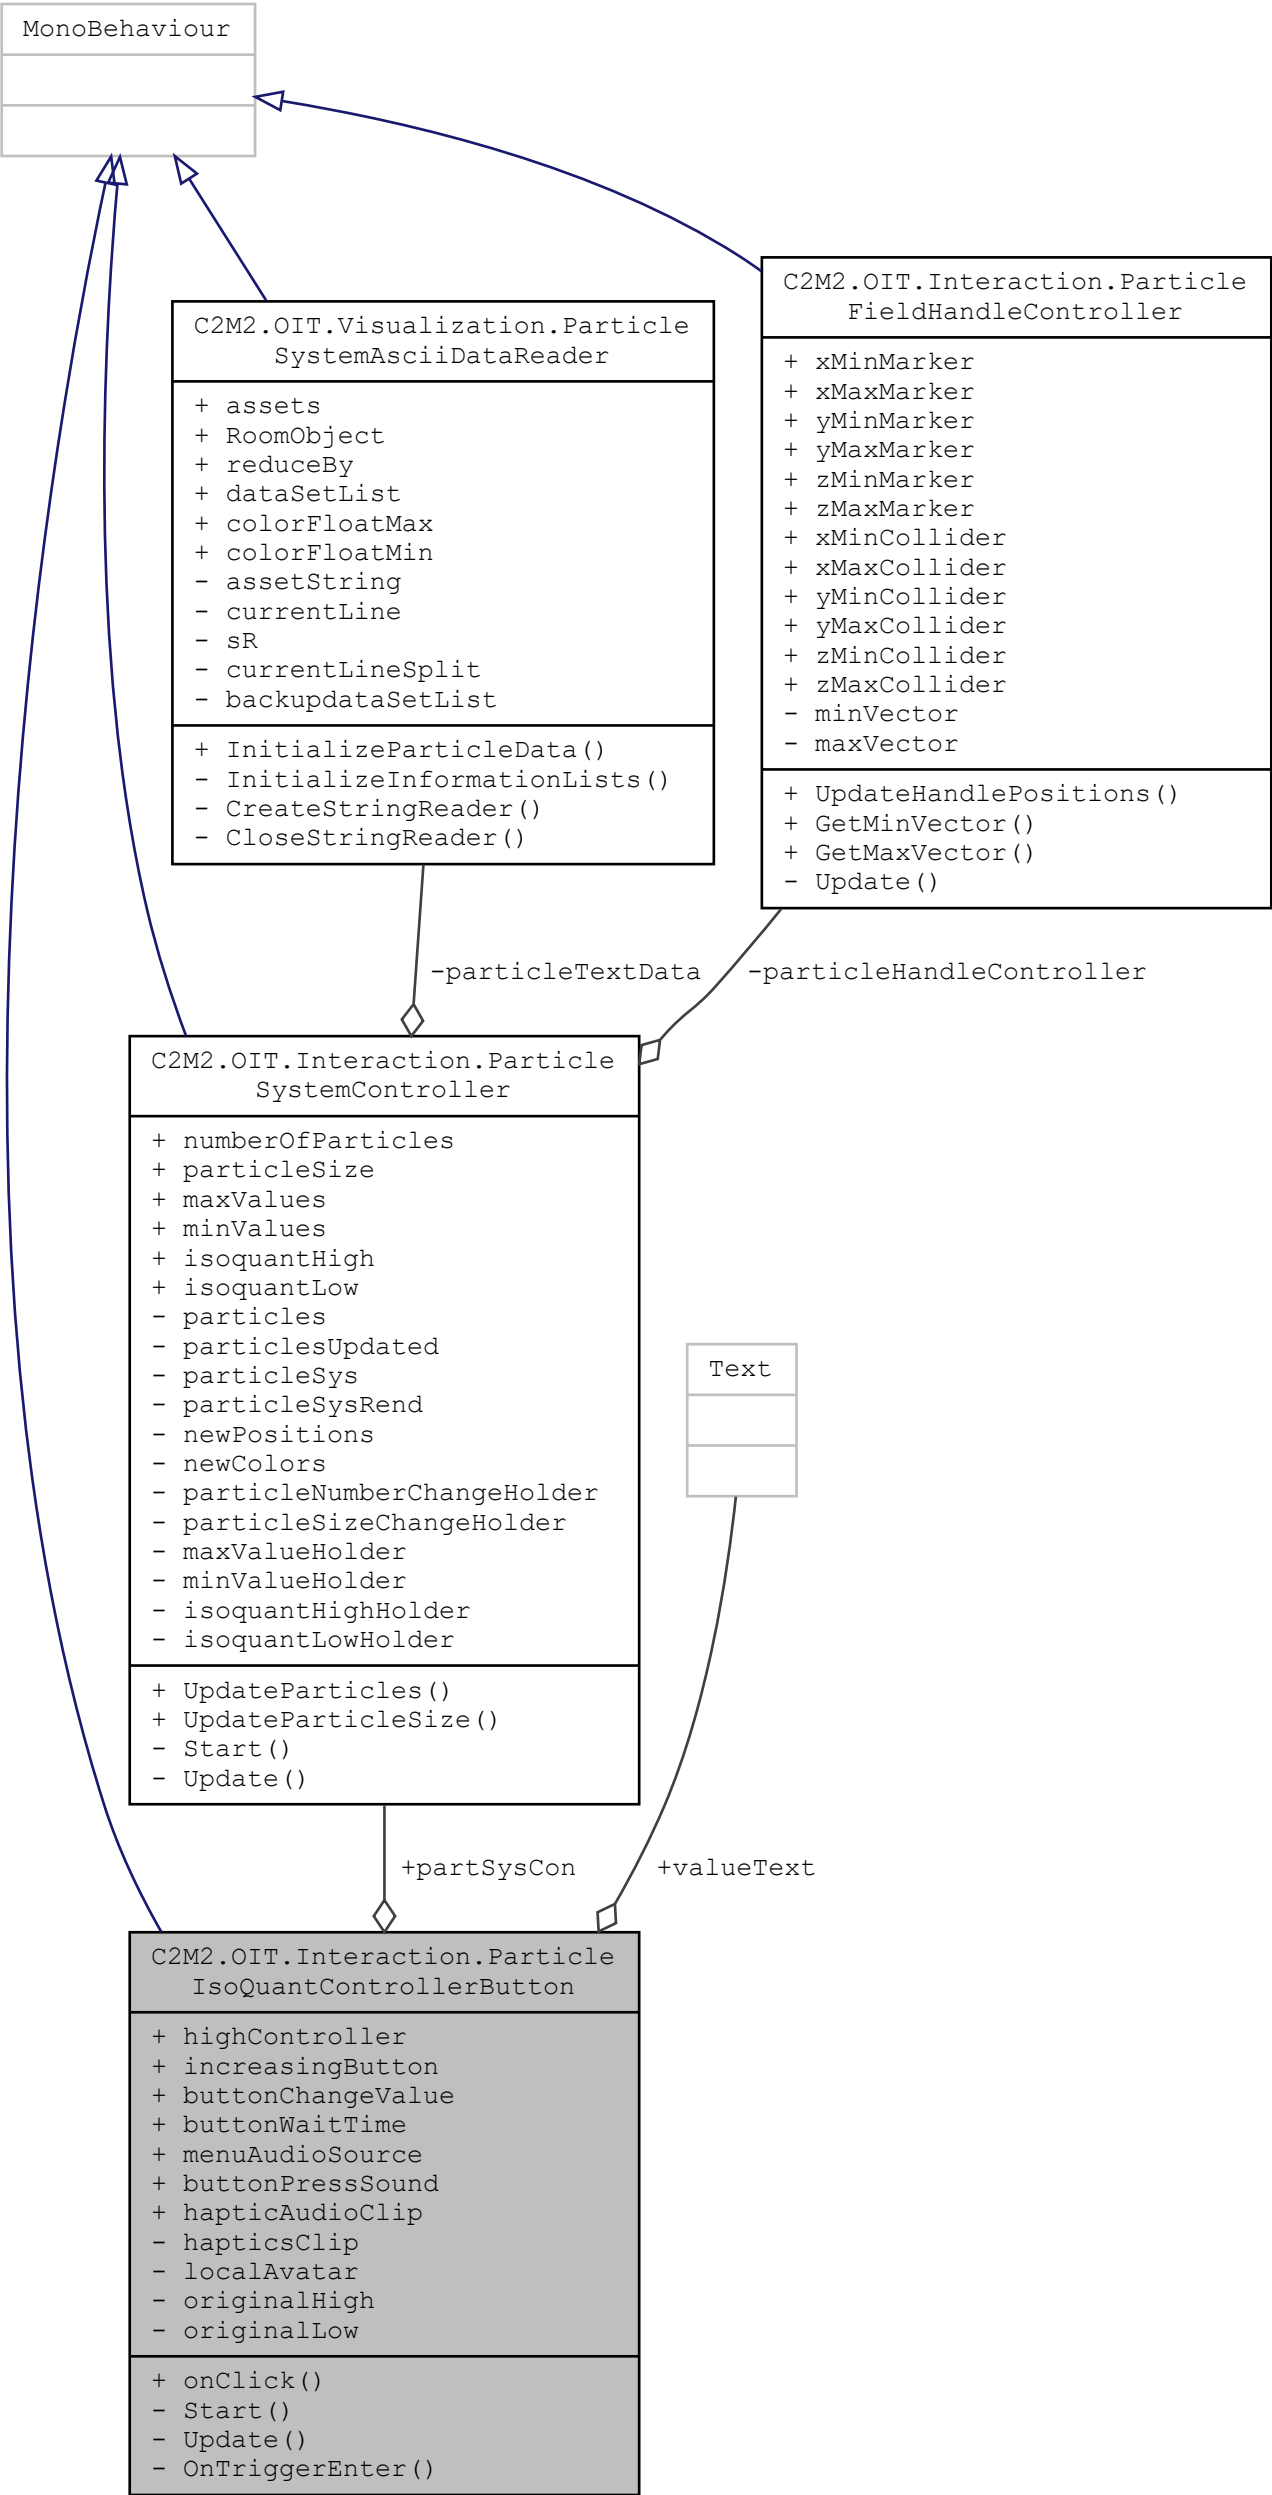 MonoBehaviour
C2M2.OIT.Interaction.Particle
FieldHandleController
+ xMinMarker
+ xMaxMarker
+ yMinMarker
+ yMaxMarker
+ zMinMarker
+ zMaxMarker
+ xMinCollider
+ xMaxCollider
+ yMinCollider
+ yMaxCollider
+ zMinCollider
+ zMaxCollider
- minVector
- maxVector
+ UpdateHandlePositions()
+ GetMinVector()
+ GetMaxVector()
- Update()
C2M2.OIT.Visualization.Particle
SystemAsciiDataReader
+ assets
+ RoomObject
+ reduceBy
+ dataSetList
+ colorFloatMax
+ colorFloatMin
- assetString
- currentLine
- sR
- currentLineSplit
- backupdataSetList
+ InitializeParticleData()
- InitializeInformationLists()
- CreateStringReader()
- CloseStringReader()
-particleTextData
-particleHandleController
C2M2.OIT.Interaction.Particle
SystemController
+ numberOfParticles
+ particleSize
+ maxValues
+ minValues
+ isoquantHigh
+ isoquantLow
- particles
- particlesUpdated
- particleSys
- particleSysRend
- newPositions
- newColors
- particleNumberChangeHolder
- particleSizeChangeHolder
- maxValueHolder
- minValueHolder
- isoquantHighHolder
- isoquantLowHolder
+ UpdateParticles()
+ UpdateParticleSize()
- Start()
- Update()
Text
+partSysCon
+valueText
C2M2.OIT.Interaction.Particle
IsoQuantControllerButton
+ highController
+ increasingButton
+ buttonChangeValue
+ buttonWaitTime
+ menuAudioSource
+ buttonPressSound
+ hapticAudioClip
- hapticsClip
- localAvatar
- originalHigh
- originalLow
+ onClick()
- Start()
- Update()
- OnTriggerEnter()